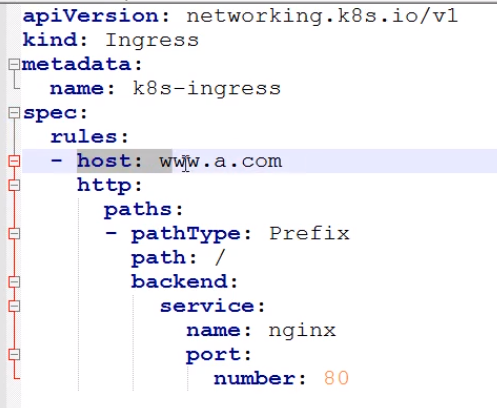 apiVersion: networking.k8s.io/v1
kind: Ingress
metadata:
  name: k8s-ingress
spec:
  rules:
  - host: www.a.com
    http:
      paths:
      - pathType: Prefix
        path: /
        backend:
          service:
            name: nginx
            port:
              number: 80